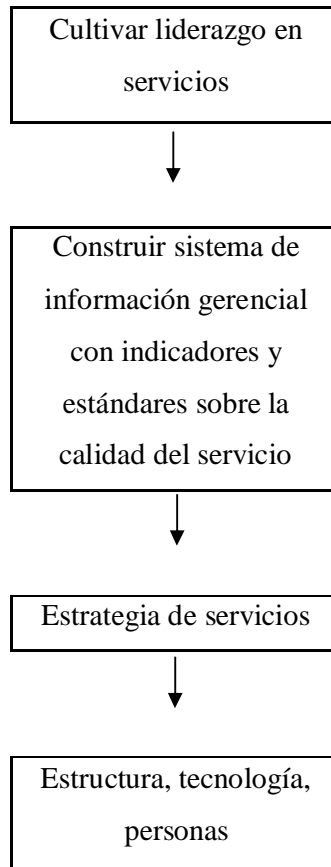 Cultivar liderazgo en
servicios
Construir sistema de
información gerencial
con indicadores y
estándares sobre la
calidad del servicio
Estrategia de servicios
Estructura, tecnología,
personas